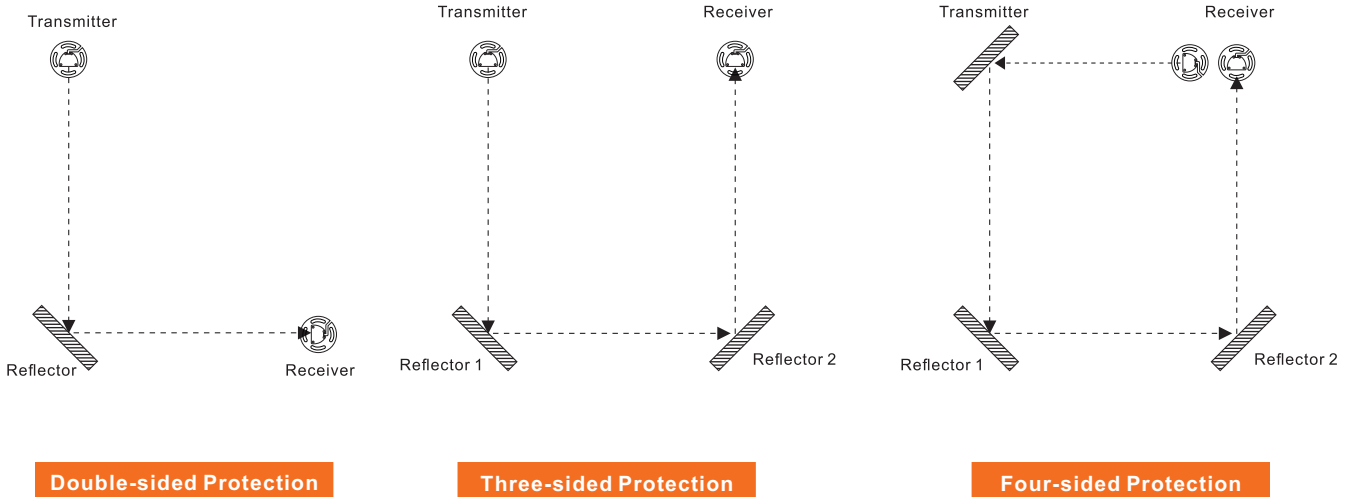 Transmitter
Reflector
Receiver
Double-sided Protection
Transmitter
Receiver
Reflector 1
Reflector 2
Three-sided Protection
Transmitter
Receiver
Reflector 1
Reflector 2
Four-sided Protection